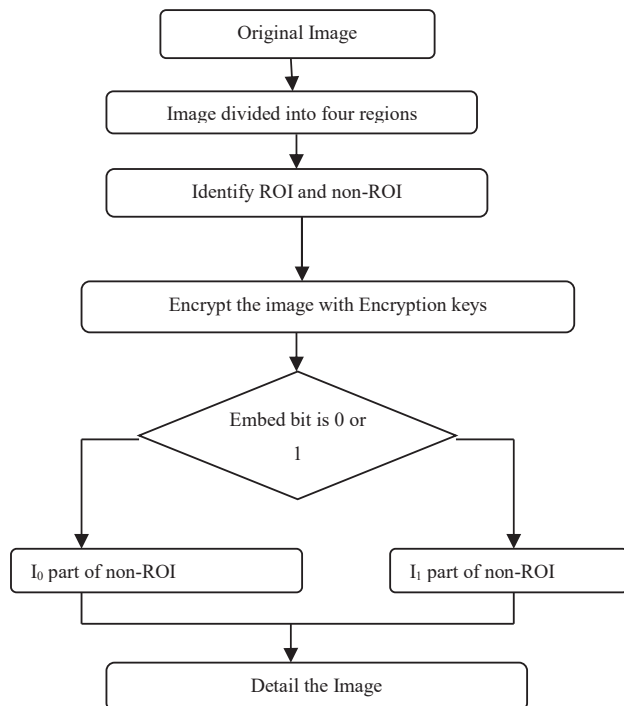 Original Image
Image divided into four regions
Identify ROI and non-ROI
Encrypt the image with Encryption keys
Embed bit is 0 or
1
I₀ part of non-ROI
I₁ part of non-ROI
Detail the Image